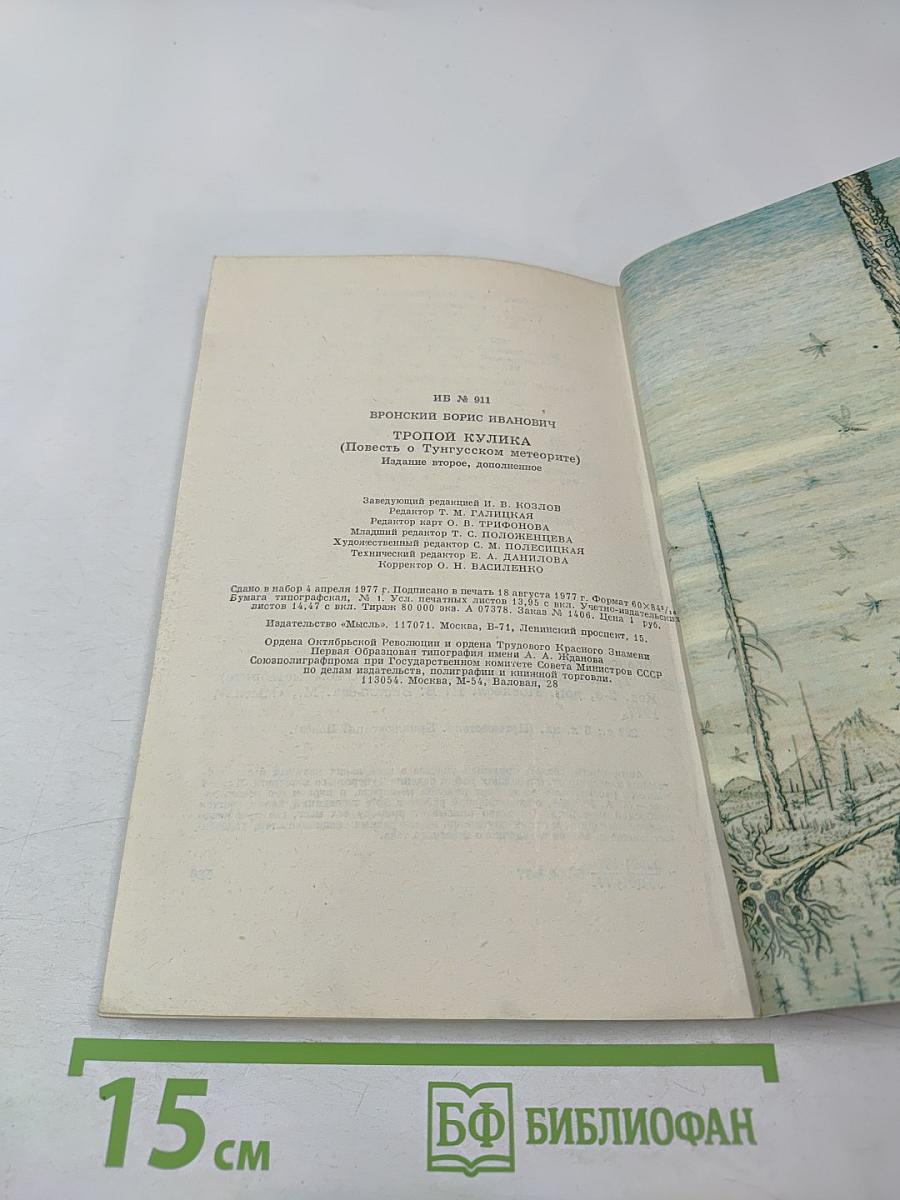 ИБ № 911
ВРОНСКИЙ БОРИС ИВАНОВИЧ
ТРОПОЙ КУЛИКА
(Повесть о Тунгусском метеорите)
Издание второе, дополненное
Заведующий редакцией И. В. КОЗЛОВ
Редактор Т. М. ГАЛИЦКАЯ
Редактор карт О. В. ТРИФОНОВА
Младший редактор Т. С. ПОЛОЖЕНЦЕВА
Художественный редактор С. М. ПОЛЕСИЦКАЯ
Технический редактор Е. А. ДАНИЛОВА
Корректор О. Н. ВАСИЛЕНКО
Сдано в набор 4 апреля 1977 г. Подписано в печать 18 августа 1977 г. Формат 60×84¹/₁₆
Бумага типографская, № 1. Усл. печатных листов 13,95 с вкл. Учетно-издательских
листов 14,47 с вкл. Тираж 80 000 экз. А 07378. Заказ № 1406. Цена 1 руб.
Издательство «Мысль». 117071. Москва, В-71, Ленинский проспект, 15.
Ордена Октябрьской Революции и ордена Трудового Красного Знамени
Первая Образцовая типография имени А. А. Жданова
Союзполиграфпрома при Государственном комитете Совета Министров СССР
по делам издательств, полиграфии и книжной торговли.
113054. Москва, М-54, Валовая, 28
15 см
БФ БИБЛИОФАН